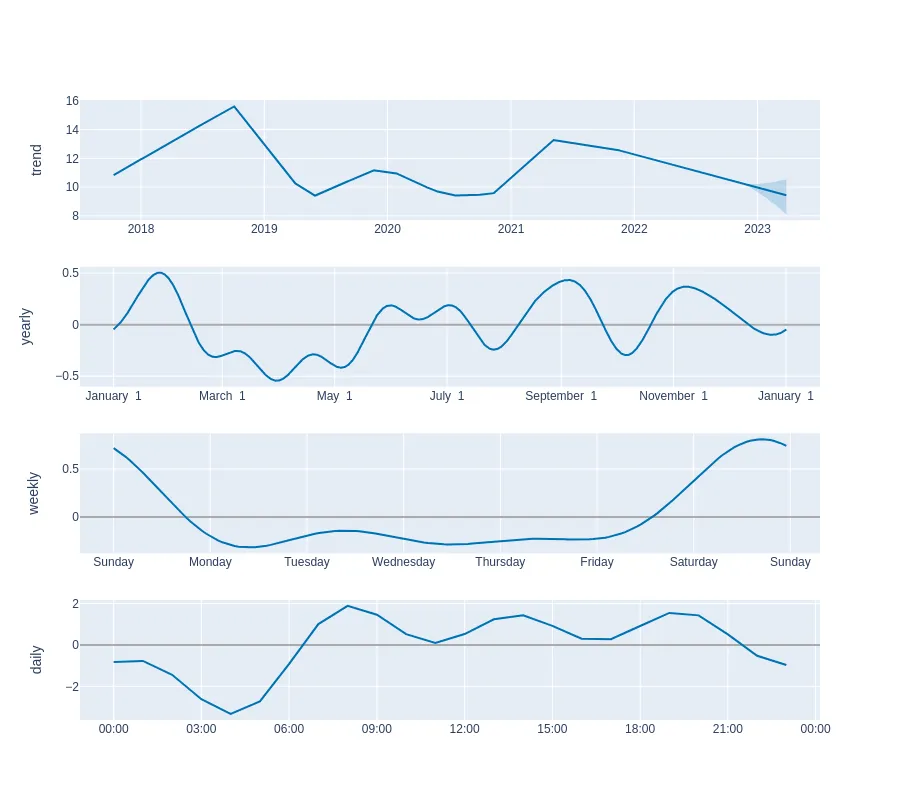 trend
16
14
12
10
8
2018 2019 2020 2021 2022 2023
yearly
0.5
0
−0.5
January 1 March 1 May 1 July 1 September 1 November 1 January 1
weekly
0.5
0
Sunday Monday Tuesday Wednesday Thursday Friday Saturday Sunday
daily
2
0
−2
00:00 03:00 06:00 09:00 12:00 15:00 18:00 21:00 00:00